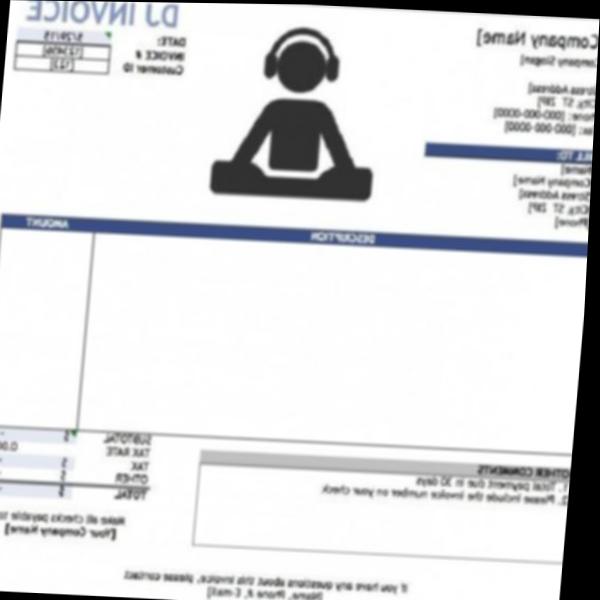 [Company Name]
DJ INVOICE
[Company Slogan]
DATE: 5/29/15
INVOICE # [123456]
Customer ID [123]
[Street Address]
[City, ST ZIP]
Phone: [000-000-0000]
Fax: [000-000-0000]
BILL TO:
[Name]
[Company Name]
[Street Address]
[City, ST ZIP]
[Phone]
DESCRIPTION
AMOUNT
SUBTOTAL
TAX RATE
TAX
OTHER
TOTAL
OTHER COMMENTS
1. Total payment due in 30 days
2. Please include the invoice number on your check
Make all checks payable to
[Your Company Name]
If you have any questions about this invoice, please contact
[Name, Phone #, E-mail]